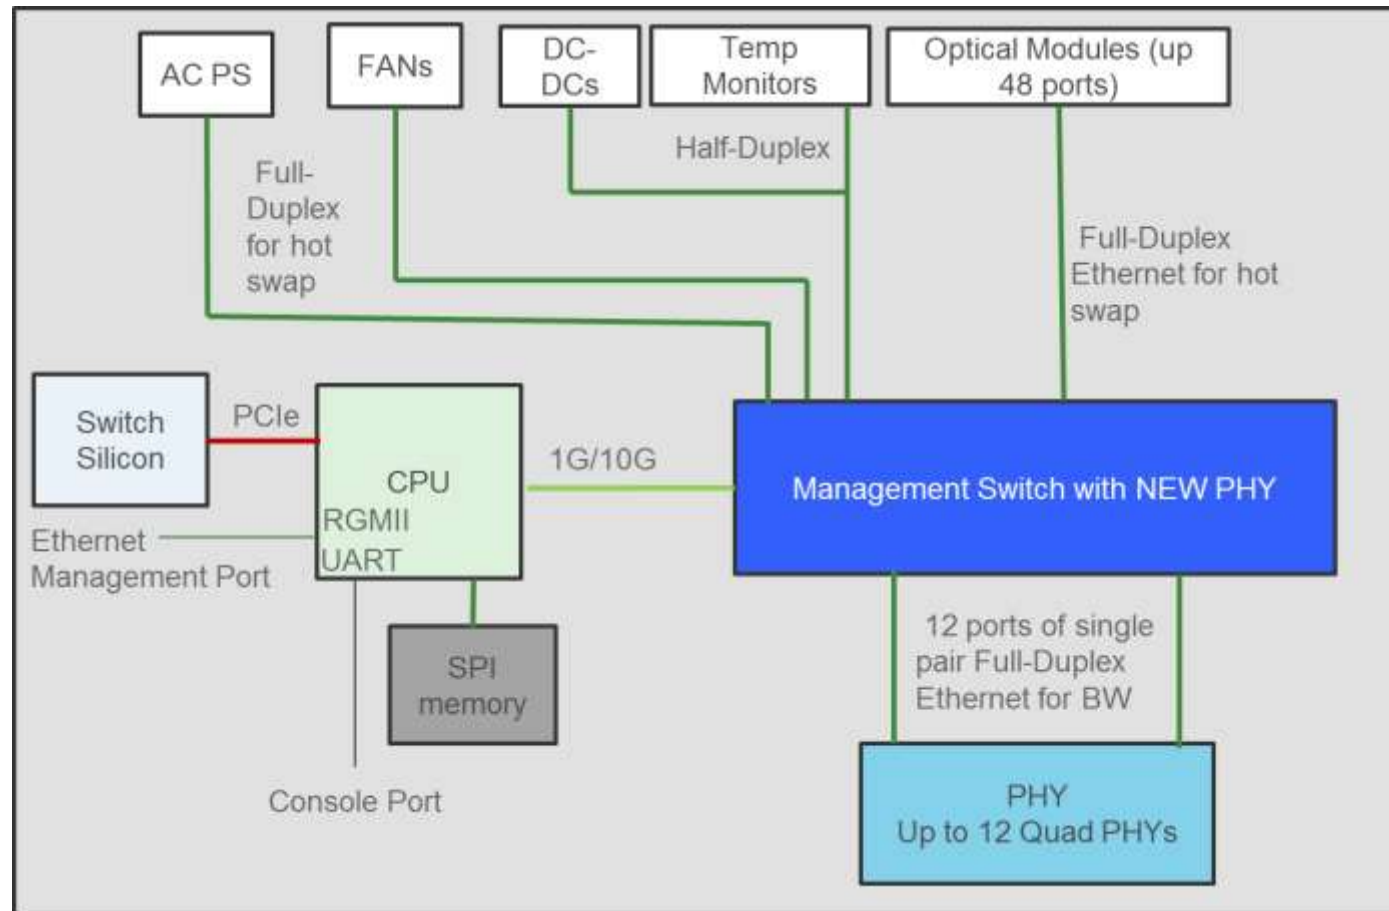 AC PS
FANs
DC-
DCs
Temp
Monitors
Optical Modules (up
48 ports)
Half-Duplex
Full-
Duplex
for hot
swap
Full-Duplex
Ethernet for hot
swap
Switch
Silicon
PCIe
CPU
RGMII
UART
1G/10G
Management Switch with NEW PHY
Ethernet
Management Port
SPI
memory
Console Port
12 ports of single
pair Full-Duplex
Ethernet for BW
PHY
Up to 12 Quad PHYs